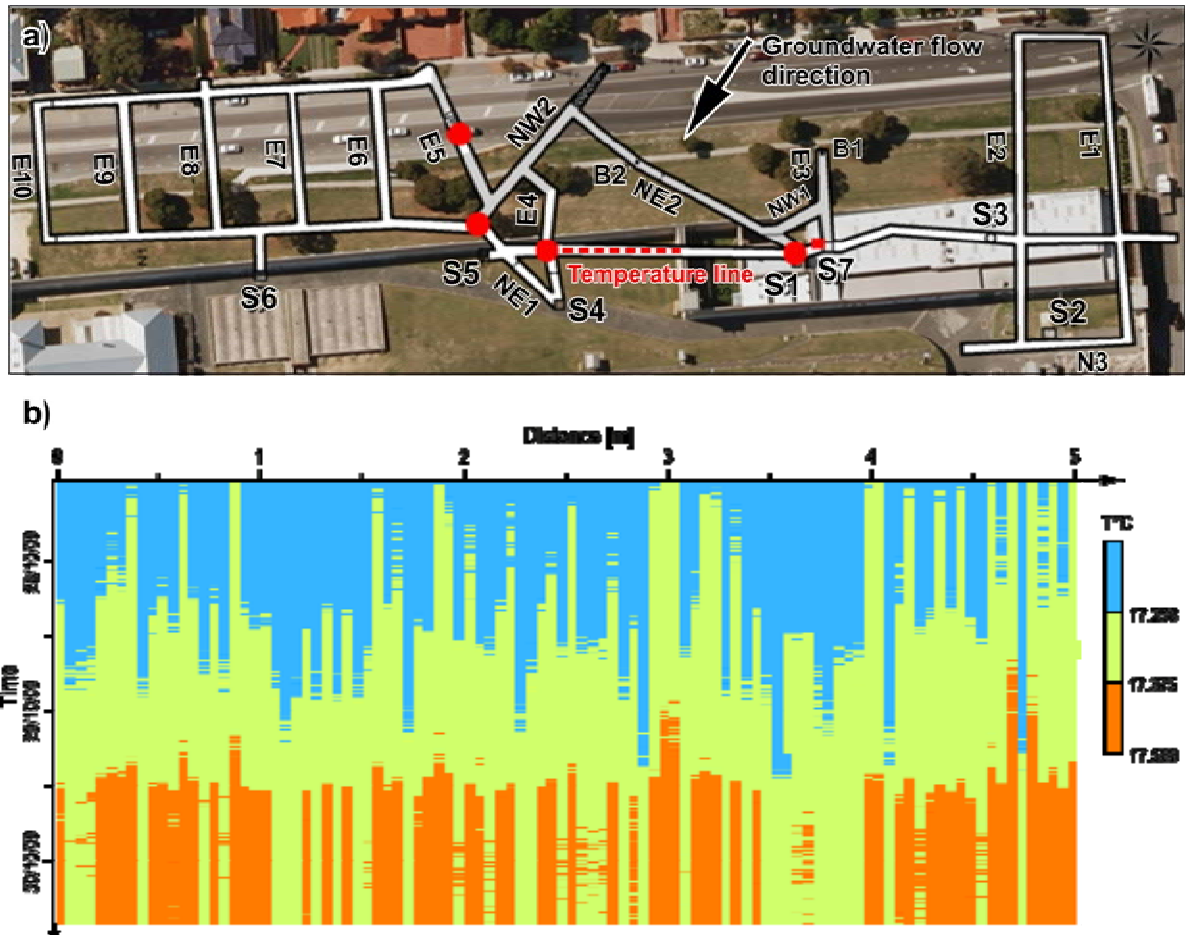 a)
Groundwater flow
direction
NW2
E5
E10
E9
E8
E7
E6
E4
B2
NE2
E3
B1
NW1
E2
E1
S3
S5
Temperature line
S1
S7
S6
NE1
S4
S2
N3
b)
Distance [m]
0
1
2
3
4
5
T°C
Time